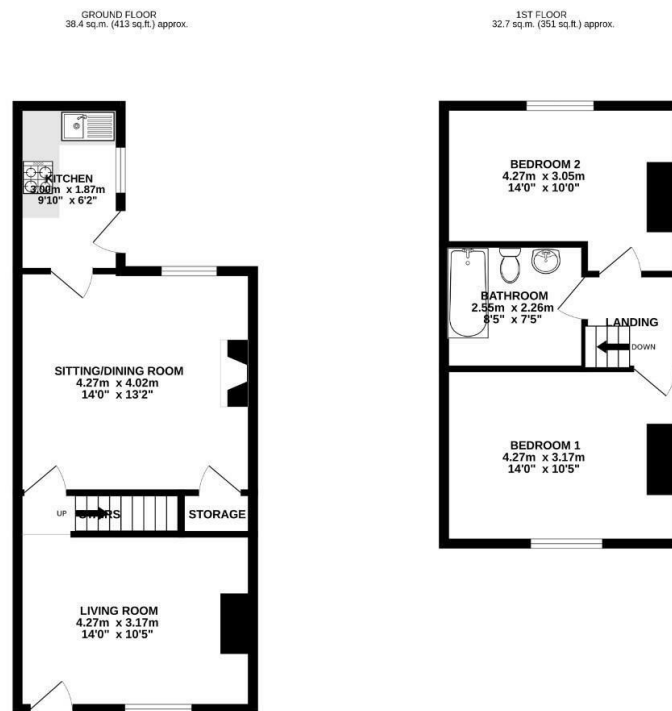 GROUND FLOOR
38.4 sq.m. (413 sq.ft.) approx.
KITCHEN
3.00m x 1.87m
9'10" x 6'2"
SITTING/DINING ROOM
4.27m x 4.02m
14'0" x 13'2"
UP
STAIRS
STORAGE
LIVING ROOM
4.27m x 3.17m
14'0" x 10'5"
1ST FLOOR
32.7 sq.m. (351 sq.ft.) approx.
BEDROOM 2
4.27m x 3.05m
14'0" x 10'0"
BATHROOM
2.55m x 2.26m
8'5" x 7'5"
LANDING
DOWN
BEDROOM 1
4.27m x 3.17m
14'0" x 10'5"